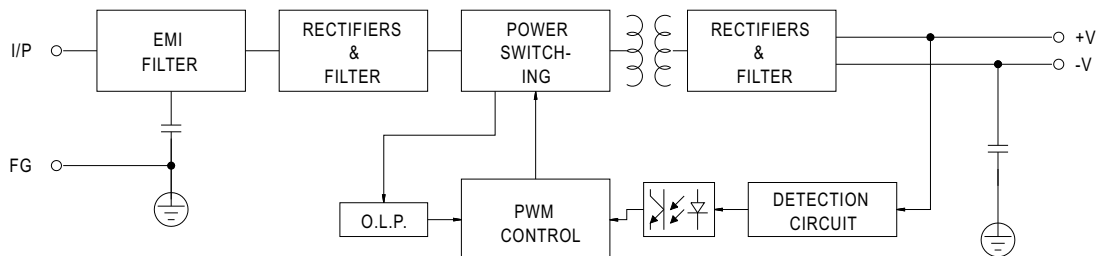 I/P
EMI
FILTER
RECTIFIERS
&
FILTER
POWER
SWITCH-
ING
RECTIFIERS
&
FILTER
+V
-V
FG
O.L.P.
PWM
CONTROL
DETECTION
CIRCUIT